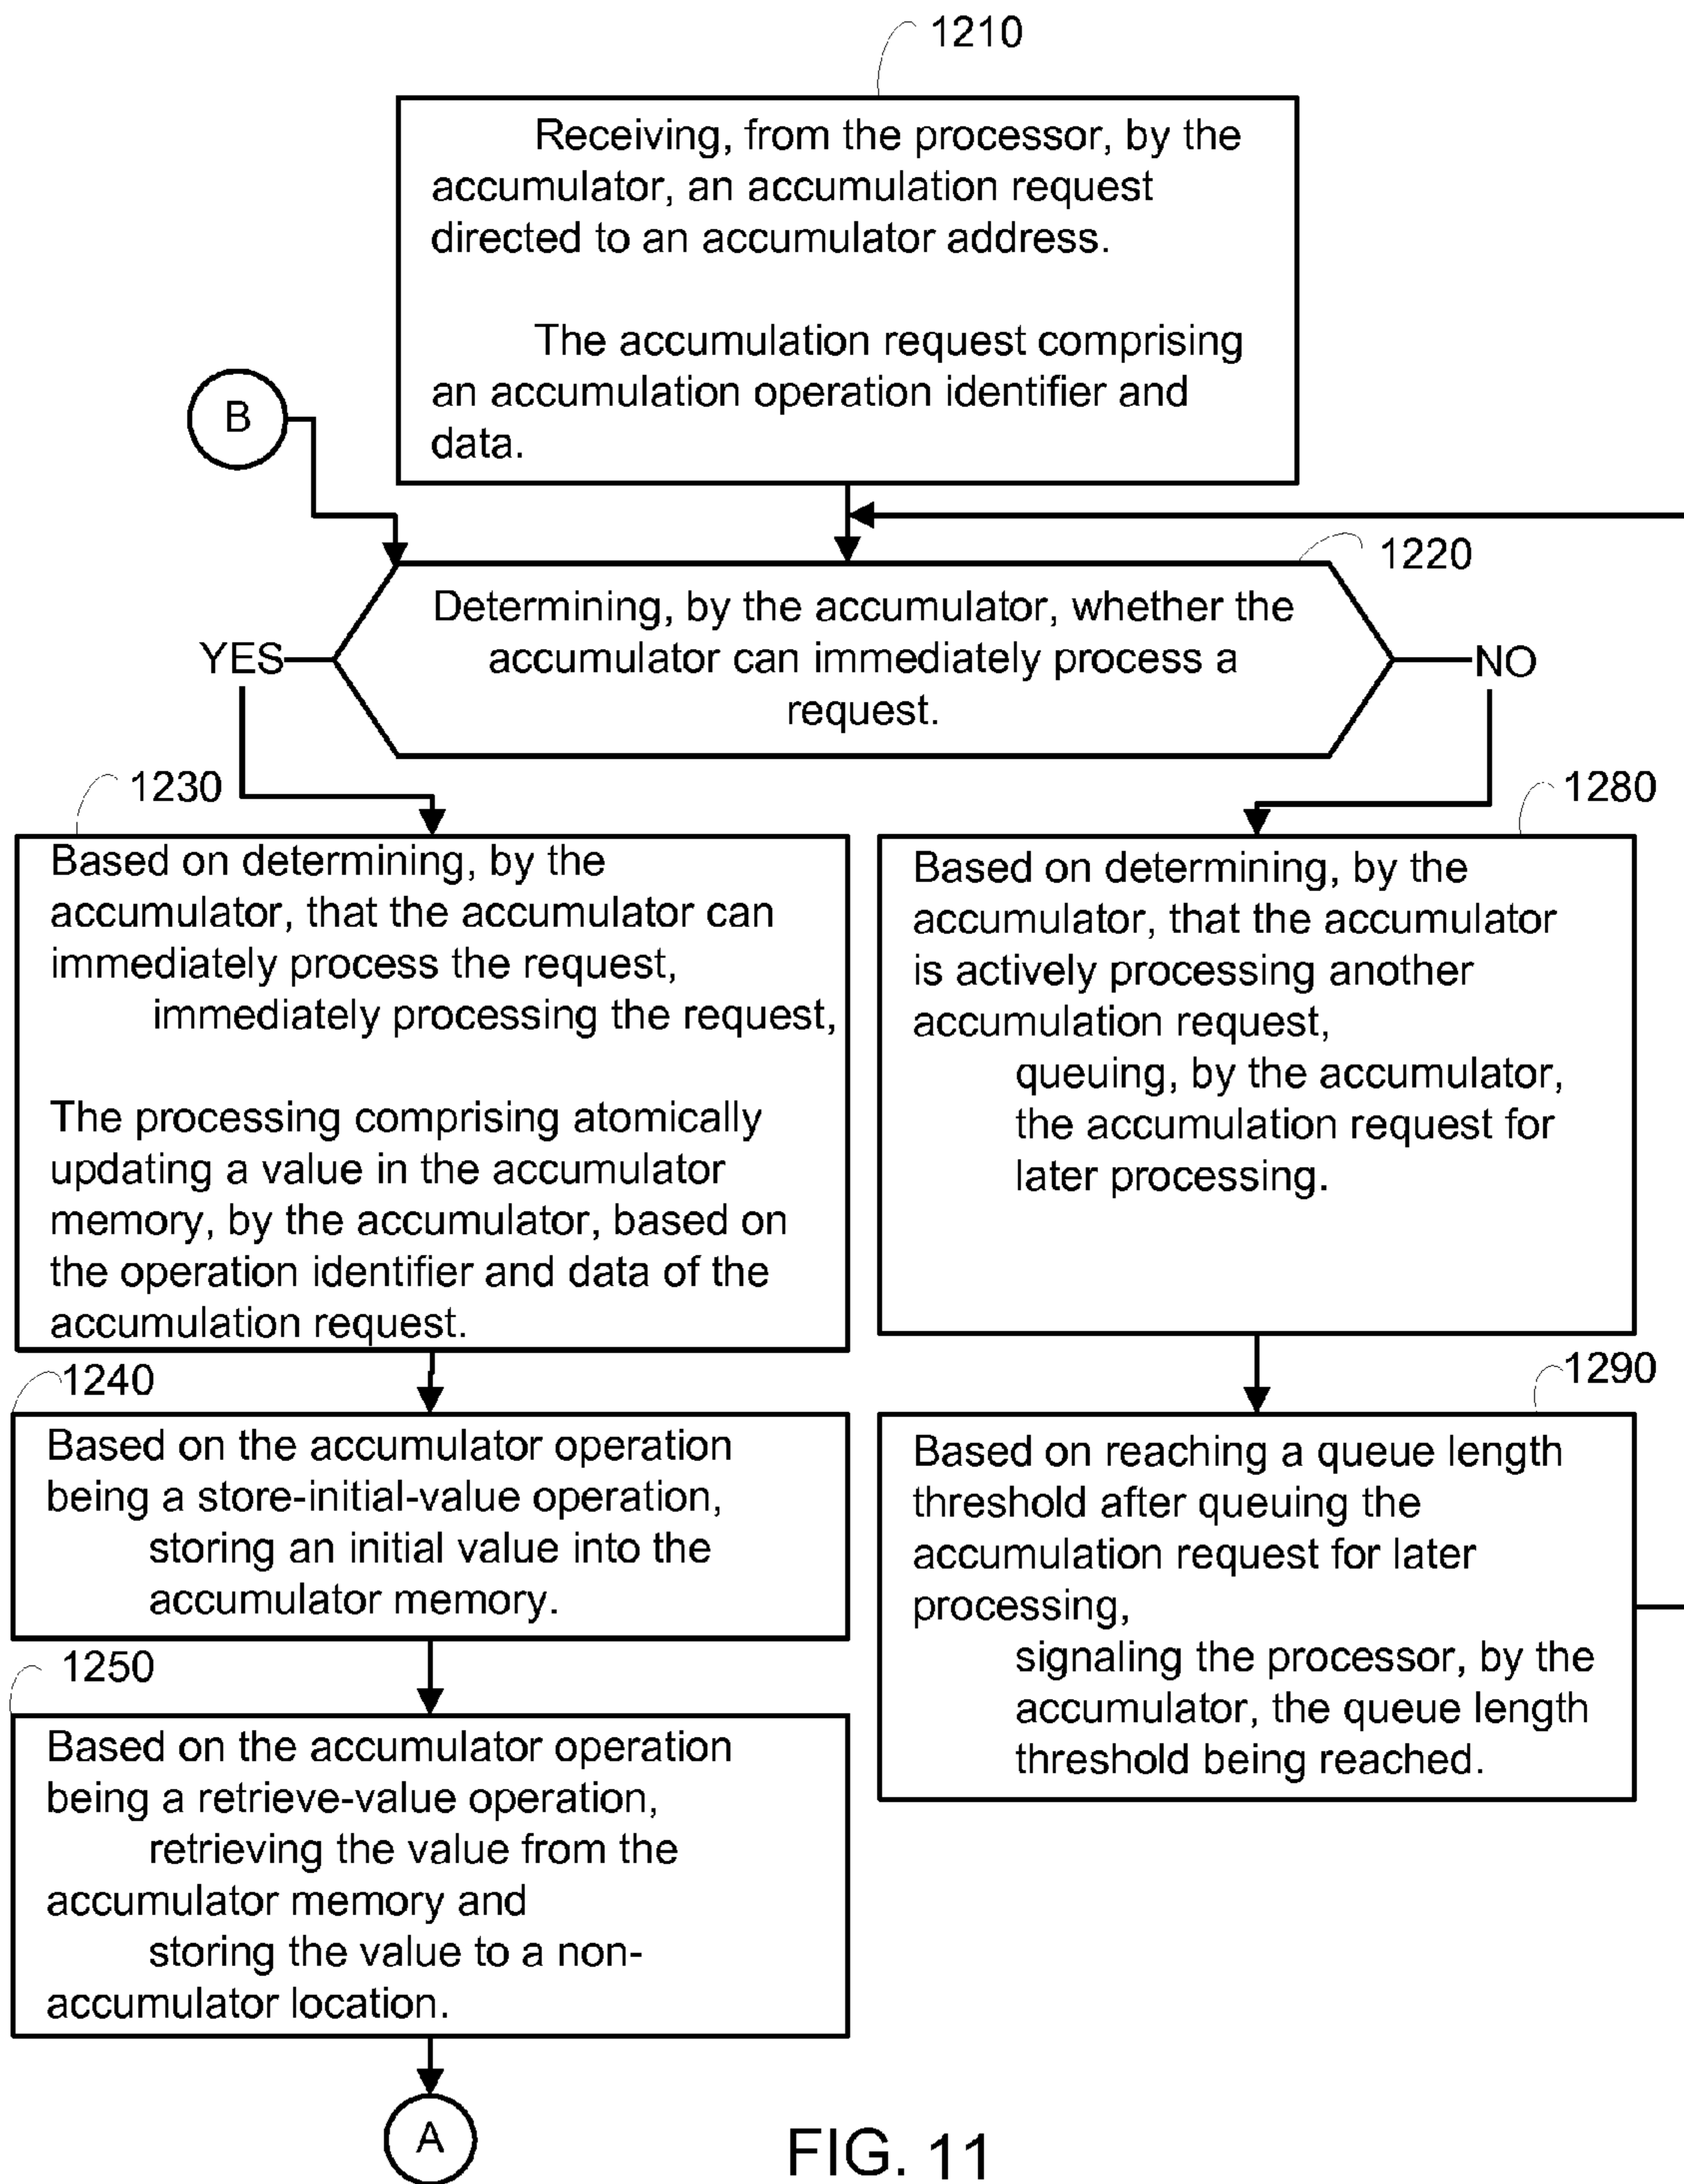 1210
Receiving, from the processor, by the
accumulator, an accumulation request
directed to an accumulator address.
The accumulation request comprising
an accumulation operation identifier and
data.
B
1220
Determining, by the accumulator, whether the
accumulator can immediately process a
request.
YES
NO
1230
Based on determining, by the
accumulator, that the accumulator can
immediately process the request,
immediately processing the request,
The processing comprising atomically
updating a value in the accumulator
memory, by the accumulator, based on
the operation identifier and data of the
accumulation request.
1280
Based on determining, by the
accumulator, that the accumulator
is actively processing another
accumulation request,
queuing, by the accumulator,
the accumulation request for
later processing.
1240
Based on the accumulator operation
being a store-initial-value operation,
storing an initial value into the
accumulator memory.
1290
Based on reaching a queue length
threshold after queuing the
accumulation request for later
processing,
signaling the processor, by the
accumulator, the queue length
threshold being reached.
1250
Based on the accumulator operation
being a retrieve-value operation,
retrieving the value from the
accumulator memory and
storing the value to a non-
accumulator location.
A
FIG. 11